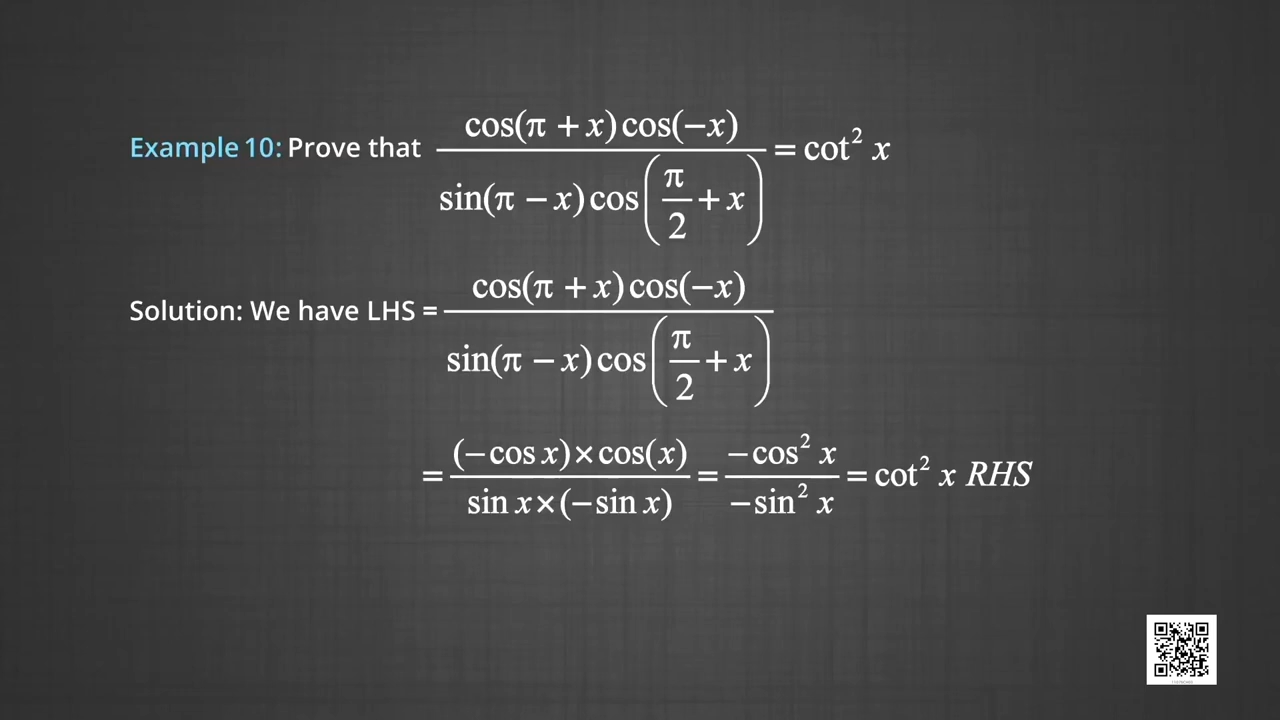 Example 10: Prove that cos(π + x) cos(−x) / sin(π − x) cos(π/2 + x) = cot² x
Solution: We have LHS = cos(π + x) cos(−x) / sin(π − x) cos(π/2 + x)
= (−cos x)×cos(x) / sin x×(−sin x) = −cos² x / −sin² x = cot² x RHS